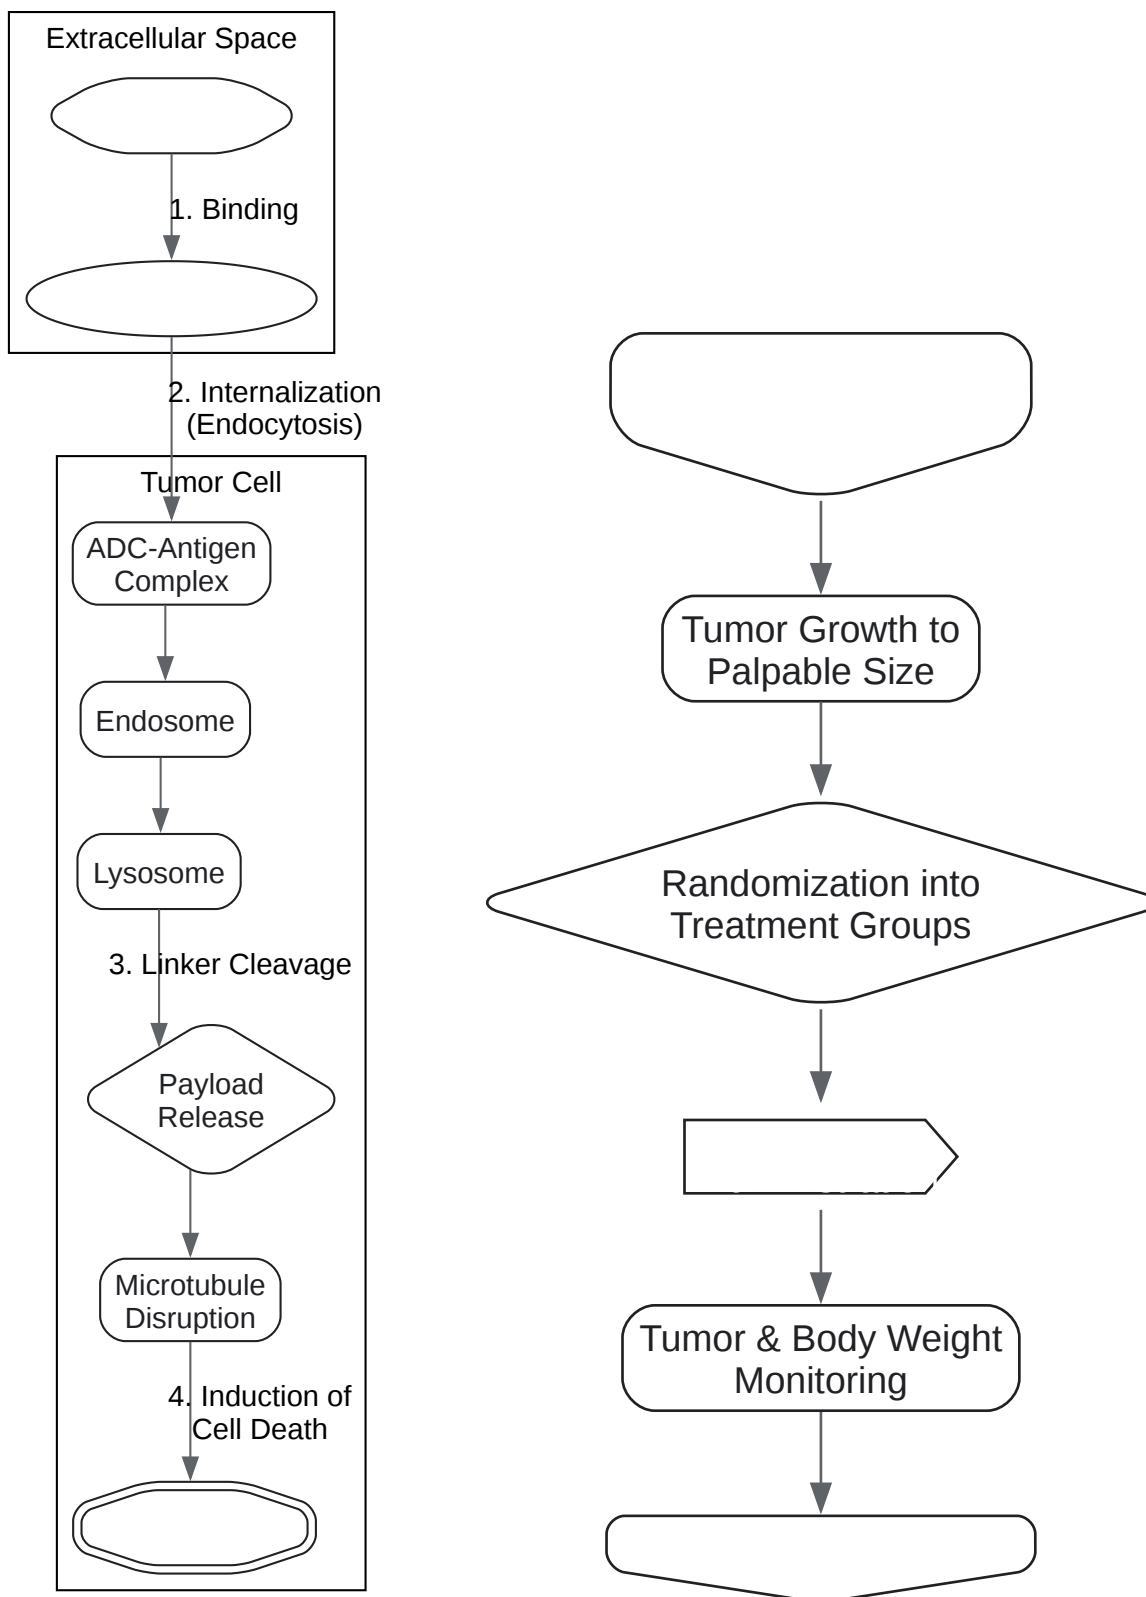 Extracellular Space
1. Binding
2. Internalization
(Endocytosis)
Tumor Cell
ADC-Antigen
Complex
Endosome
Lysosome
3. Linker Cleavage
Payload
Release
Microtubule
Disruption
4. Induction of
Cell Death
Tumor Growth to
Palpable Size
Randomization into
Treatment Groups
Tumor & Body Weight
Monitoring